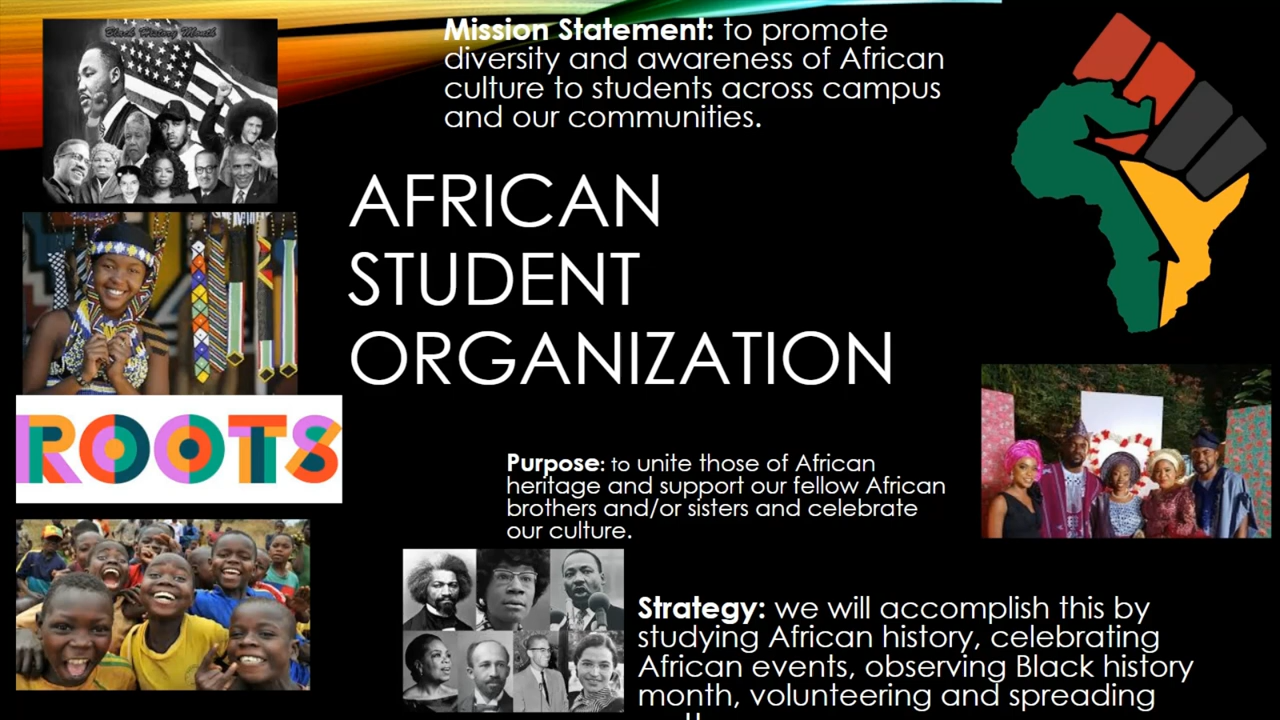 Black History Month
Mission Statement: to promote
diversity and awareness of African
culture to students across campus
and our communities.
AFRICAN
STUDENT
ORGANIZATION
ROOTS
Purpose: to unite those of African
heritage and support our fellow African
brothers and/or sisters and celebrate
our culture.
Strategy: we will accomplish this by
studying African history, celebrating
African events, observing Black history
month, volunteering and spreading